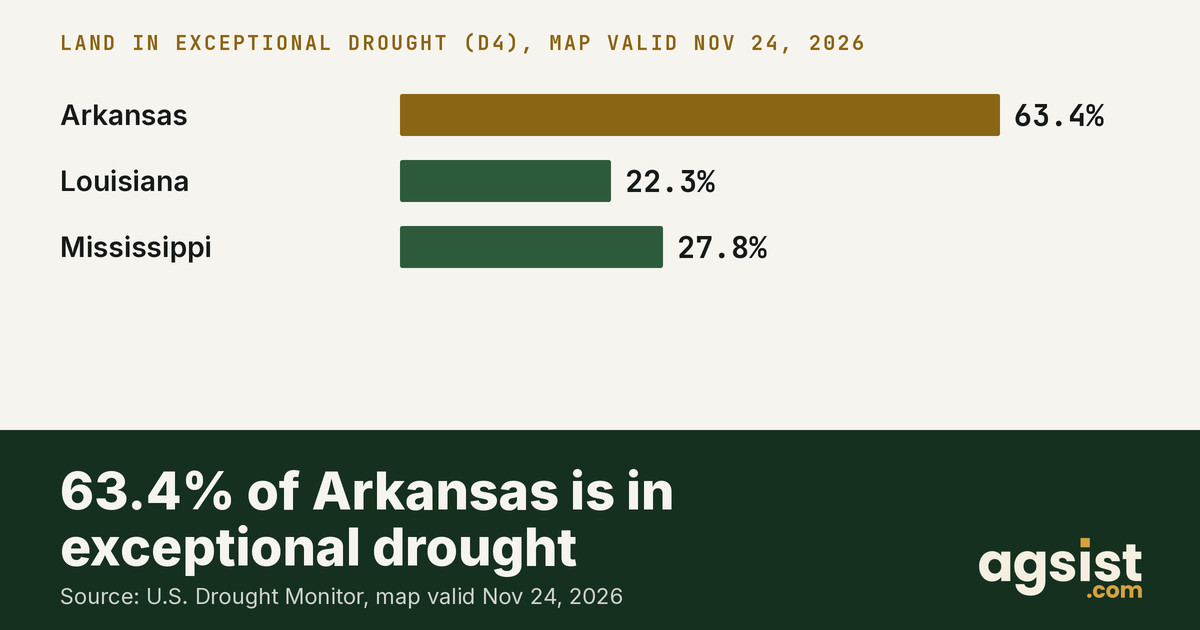 LAND IN EXCEPTIONAL DROUGHT (D4), MAP VALID NOV 24, 2026
Arkansas 63.4%
Louisiana 22.3%
Mississippi 27.8%
63.4% of Arkansas is in
exceptional drought
Source: U.S. Drought Monitor, map valid Nov 24, 2026
agsist
.com